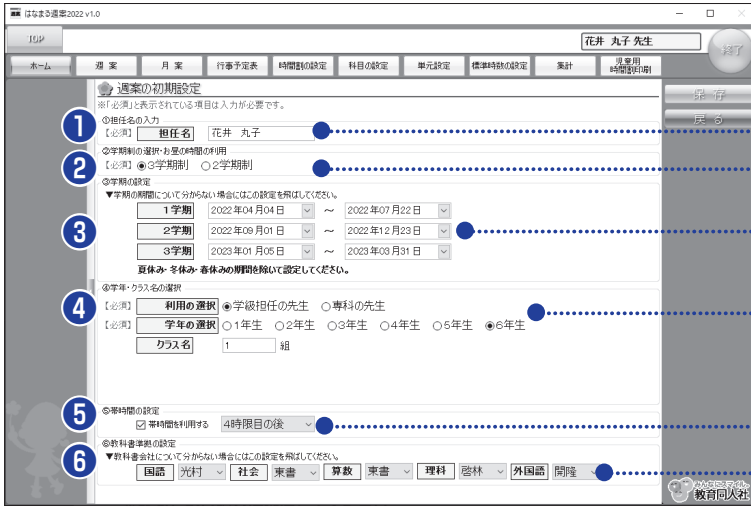 はなまる週案2022 v1.0
TOP
花井 丸子 先生
終了
ホーム 週案 月案 行事予定表 時間割の設定 科目の設定 単元設定 標準時数の設定 集計 児童用時間割印刷
週案の初期設定
保存
※「必須」と表示されている項目は入力が必要です。
戻る
①担任名の入力
1 【必須】 担任名 花井 丸子
②学期制の選択・お昼の時間の利用
2 【必須】 ◉3学期制 ○2学期制
③学期の設定
▼学期の期間について分からない場合にはこの設定を飛ばしてください。
1学期 2022年04月04日 ~ 2022年07月22日
3 2学期 2022年09月01日 ~ 2022年12月23日
3学期 2023年01月05日 ~ 2023年03月31日
夏休み・冬休み・春休みの期間を除いて設定してください。
④学年・クラス名の選択
4 【必須】 利用の選択 ◉学級担任の先生 ○専科の先生
【必須】 学年の選択 ○1年生 ○2年生 ○3年生 ○4年生 ○5年生 ◉6年生
クラス名 1 組
⑤帯時間の設定
5 ☑ 帯時間を利用する 4時限目の後
⑥教科書準拠の設定
▼教科書会社について分からない場合にはこの設定を飛ばしてください。
6 国語 光村 社会 東書 算数 東書 理科 啓林 外国語 開隆
みんなにスマイル。
教育同人社